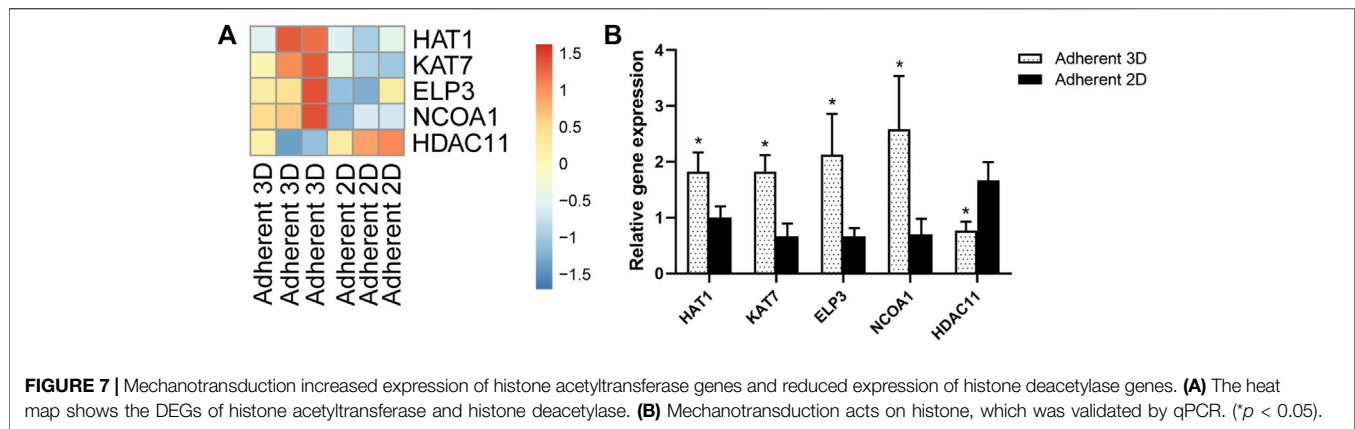 A
HAT1
KAT7
ELP3
NCOA1
HDAC11
Adherent 3D
Adherent 3D
Adherent 3D
Adherent 2D
Adherent 2D
Adherent 2D
1.5
1
0.5
0
−0.5
−1
−1.5
B
Relative gene expression
4
3
2
1
0
*
*
*
*
*
HAT1
KAT7
ELP3
NCOA1
HDAC11
Adherent 3D
Adherent 2D
FIGURE 7 | Mechanotransduction increased expression of histone acetyltransferase genes and reduced expression of histone deacetylase genes. (A) The heat
map shows the DEGs of histone acetyltransferase and histone deacetylase. (B) Mechanotransduction acts on histone, which was validated by qPCR. (*p < 0.05).